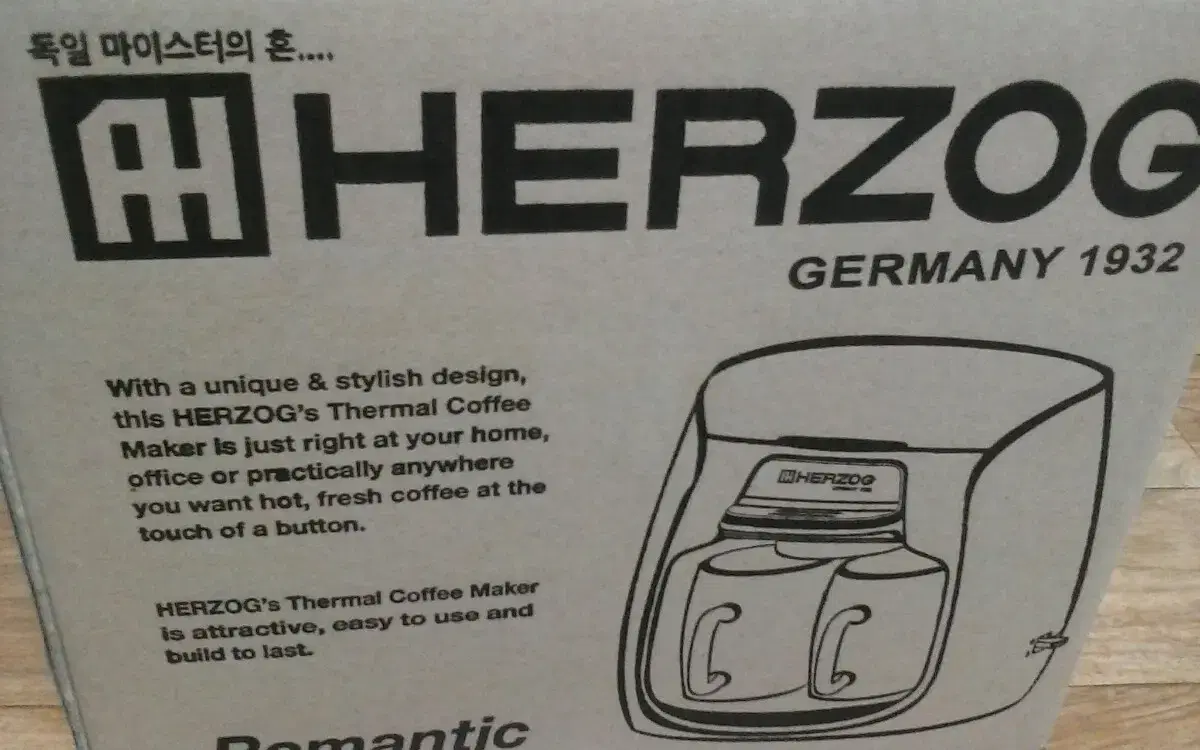 독일 마이스터의 혼....
HERZOG
GERMANY 1932
With a unique & stylish design,
this HERZOG's Thermal Coffee
Maker is just right at your home,
office or practically anywhere
you want hot, fresh coffee at the
touch of a button.
HERZOG's Thermal Coffee Maker
is attractive, easy to use and
build to last.
HERZOG
Romantic